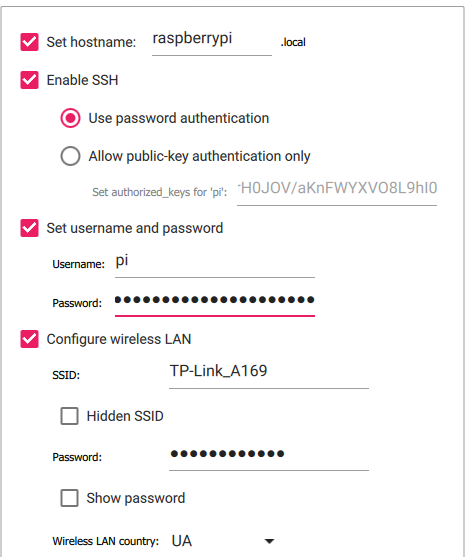 Set hostname: raspberrypi .local
Enable SSH
Use password authentication
Allow public-key authentication only
Set authorized_keys for 'pi': H0JOV/aKnFWYXVO8L9hI0
Set username and password
Username: pi
Password: ●●●●●●●●●●●●●●●●●●●●●●
Configure wireless LAN
SSID: TP-Link_A169
Hidden SSID
Password: ●●●●●●●●●●●●
Show password
Wireless LAN country: UA